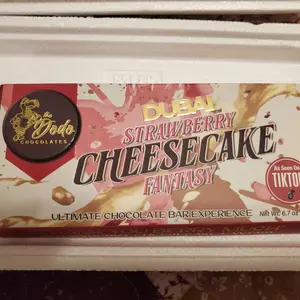 the
Dodo
CHOCOLATES
DUBAI
STRAWBERRY
CHEESECAKE
FANTASY
ULTIMATE CHOCOLATE BAR EXPERIENCE
As Seen On
TIKTOK
Net Wt. 6.7 oz